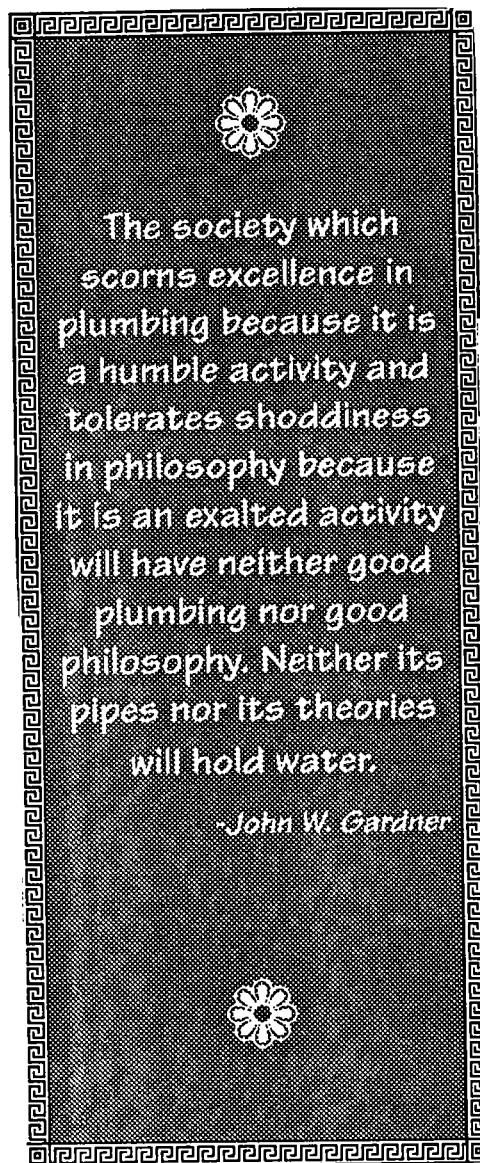 The society which
scorns excellence in
plumbing because it is
a humble activity and
tolerates shoddiness
in philosophy because
it is an exalted activity
will have neither good
plumbing nor good
philosophy. Neither its
pipes nor its theories
will hold water.
-John W. Gardner